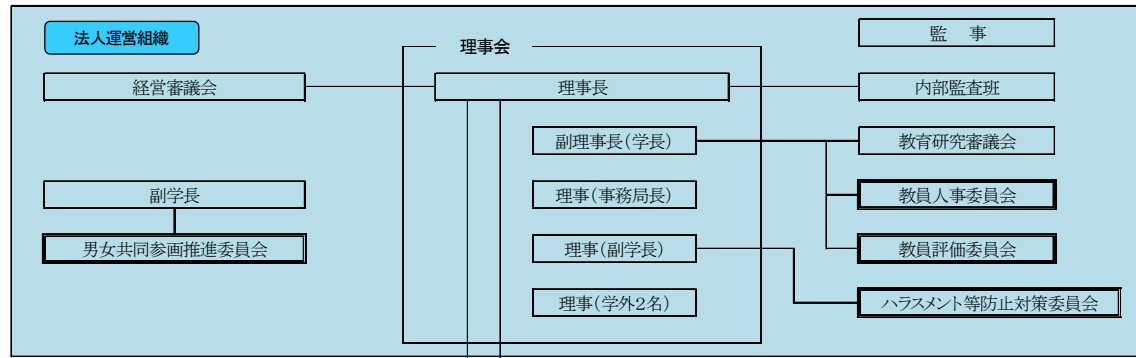 法人運営組織
理事会
監　事
経営審議会
理事長
内部監査班
副理事長(学長)
教育研究審議会
副学長
理事(事務局長)
教員人事委員会
男女共同参画推進委員会
理事(副学長)
教員評価委員会
理事(学外2名)
ハラスメント等防止対策委員会